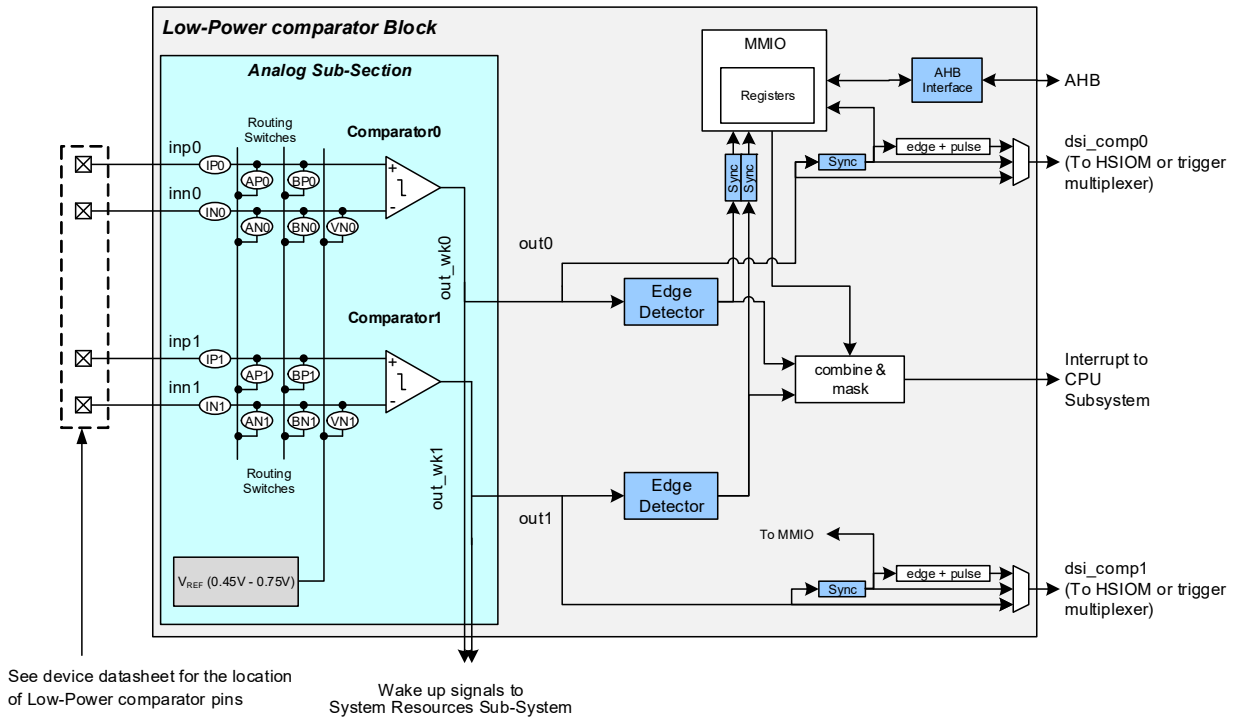 Low-Power comparator Block
Analog Sub-Section
Routing
Switches
Comparator0
inp0
IP0
AP0
BP0
+
inn0
IN0
AN0
BN0
VN0
-
out_wk0
Comparator1
inp1
IP1
AP1
BP1
+
inn1
IN1
AN1
BN1
VN1
-
out_wk1
Routing
Switches
VREF (0.45V - 0.75V)
MMIO
Registers
AHB
Interface
AHB
Sync
Sync
Sync
edge + pulse
dsi_comp0
(To HSIOM or trigger
multiplexer)
out0
Edge
Detector
combine &
mask
Interrupt to
CPU
Subsystem
Edge
Detector
out1
To MMIO
Sync
edge + pulse
dsi_comp1
(To HSIOM or trigger
multiplexer)
See device datasheet for the location
of Low-Power comparator pins
Wake up signals to
System Resources Sub-System